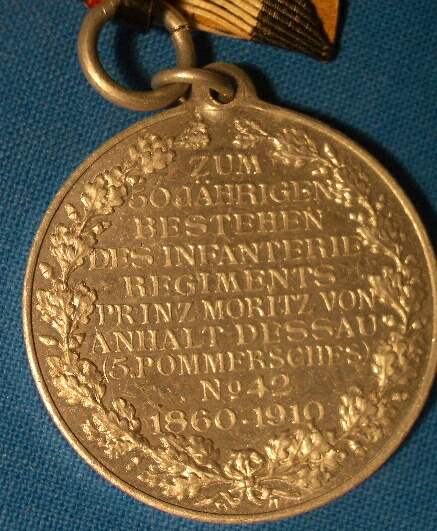 ZUM
50 JÄHRIGEN
BESTEHEN
DES INFANTERIE
REGIMENTS
PRINZ MORITZ VON
ANHALT-DESSAU
(5. POMMERSCHES)
No 42
1860-1910